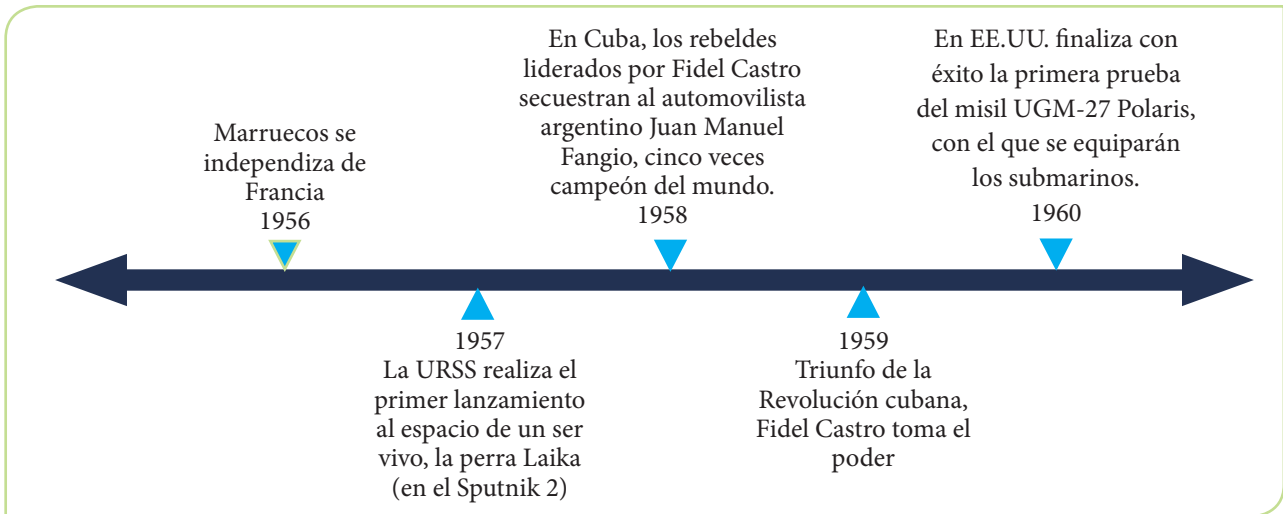 Marruecos se
independiza de
Francia
1956
1957
La URSS realiza el
primer lanzamiento
al espacio de un ser
vivo, la perra Laika
(en el Sputnik 2)
En Cuba, los rebeldes
liderados por Fidel Castro
secuestran al automovilista
argentino Juan Manuel
Fangio, cinco veces
campeón del mundo.
1958
1959
Triunfo de la
Revolución cubana,
Fidel Castro toma el
poder
En EE.UU. finaliza con
éxito la primera prueba
del misil UGM-27 Polaris,
con el que se equiparán
los submarinos.
1960